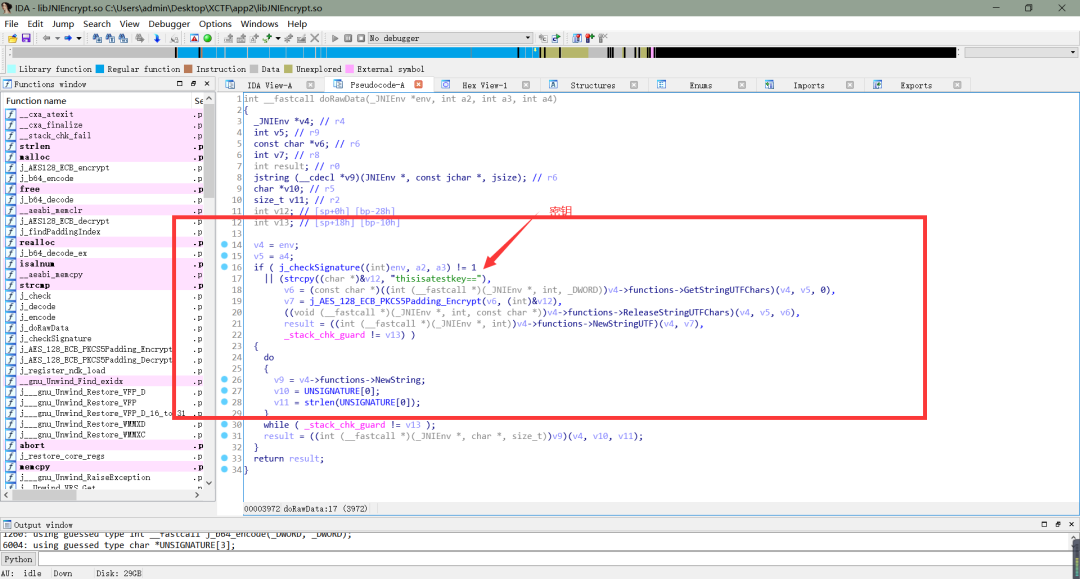 IDA - libJNIEncrypt.so C:\Users\admin\Desktop\XCTF\app2\libJNIEncrypt.so
File Edit Jump Search View Debugger Options Windows Help
No debugger
Library function Regular function Instruction Data Unexplored External symbol
Functions window
IDA View-A Pseudocode-A Hex View-1 Structures Enums Imports Exports
Function name Se
__cxa_atexit .p
__cxa_finalize .p
__stack_chk_fail .p
strlen .p
malloc .p
j_AES128_ECB_encrypt .p
j_b64_encode .p
free .p
j_b64_decode .p
__aeabi_memclr .p
j_AES128_ECB_decrypt .p
j_findPaddingIndex .p
realloc .p
j_b64_decode_ex .p
isalnum .p
__aeabi_memcpy .p
strcmp .p
j_check .p
j_decode .p
j_encode .p
j_doRawData .p
j_checkSignature .p
j_AES_128_ECB_PKCS5Padding_Encrypt .p
j_AES_128_ECB_PKCS5Padding_Decrypt .p
j_register_ndk_load .p
__gnu_Unwind_Find_exidx .p
j___gnu_Unwind_Restore_VFP_D .p
j___gnu_Unwind_Restore_VFP .p
j___gnu_Unwind_Restore_VFP_D_16_to_31 .p
j___gnu_Unwind_Restore_WMMXD .p
j___gnu_Unwind_Restore_WMMXC .p
abort .p
j_restore_core_regs .p
memcpy .p
j___gnu_Unwind_RaiseException .p
j__Unwind_VRS_Get .p
1 int __fastcall doRawData(_JNIEnv *env, int a2, int a3, int a4)
2 {
3 _JNIEnv *v4; // r4
4 int v5; // r9
5 const char *v6; // r6
6 int v7; // r8
7 int result; // r0
8 jstring (__cdecl *v9)(JNIEnv *, const jchar *, jsize); // r6
9 char *v10; // r5
10 size_t v11; // r2
11 int v12; // [sp+0h] [bp-28h]
密钥
12 int v13; // [sp+18h] [bp-10h]
13
14 v4 = env;
15 v5 = a4;
16 if ( j_checkSignature((int)env, a2, a3) != 1
17 || (strcpy((char *)&v12, "thisisatestkey=="),
18 v6 = (const char *)((int (__fastcall *)(_JNIEnv *, int, _DWORD))v4->functions->GetStringUTFChars)(v4, v5, 0),
19 v7 = j_AES_128_ECB_PKCS5Padding_Encrypt(v6, (int)&v12),
20 ((void (__fastcall *)(_JNIEnv *, int, const char *))v4->functions->ReleaseStringUTFChars)(v4, v5, v6),
21 result = ((int (__fastcall *)(_JNIEnv *, int))v4->functions->NewStringUTF)(v4, v7),
22 _stack_chk_guard != v13) )
23 {
24 do
25 {
26 v9 = v4->functions->NewString;
27 v10 = UNSIGNATURE[0];
28 v11 = strlen(UNSIGNATURE[0]);
29 }
30 while ( _stack_chk_guard != v13 );
31 result = ((int (__fastcall *)(_JNIEnv *, char *, size_t))v9)(v4, v10, v11);
32 }
33 return result;
34 }
00003972 doRawData:17 (3972)
Output window
1260: using guessed type int __fastcall j_b64_encode(_DWORD, _DWORD);
6004: using guessed type char *UNSIGNATURE[3];
Python
AU: idle Down Disk: 29GB